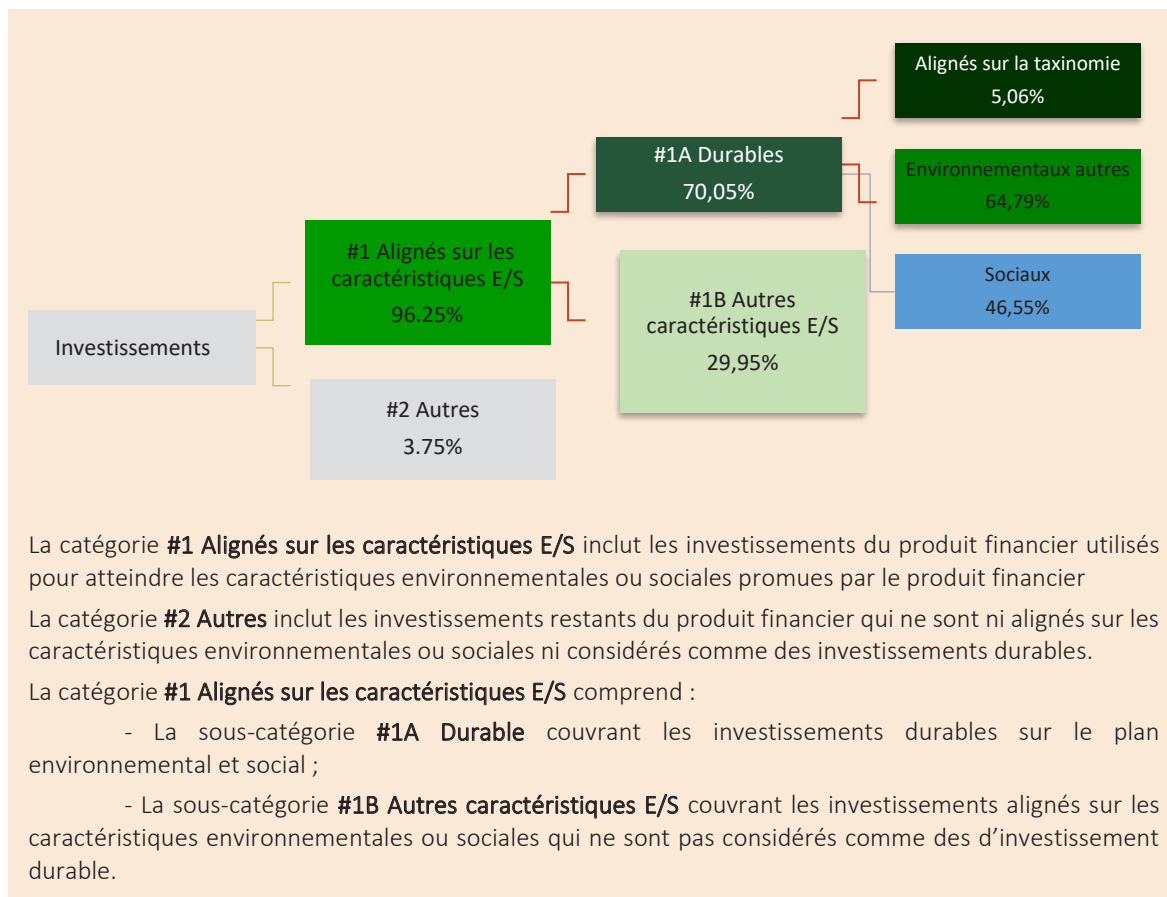 Alignés sur la taxinomie
5,06%
#1A Durables
70,05%
Environnementaux autres
64,79%
#1 Alignés sur les
caractéristiques E/S
96.25%
Sociaux
46,55%
#1B Autres
caractéristiques E/S
29,95%
Investissements
#2 Autres
3.75%
La catégorie #1 Alignés sur les caractéristiques E/S inclut les investissements du produit financier utilisés
pour atteindre les caractéristiques environnementales ou sociales promues par le produit financier
La catégorie #2 Autres inclut les investissements restants du produit financier qui ne sont ni alignés sur les
caractéristiques environnementales ou sociales ni considérés comme des investissements durables.
La catégorie #1 Alignés sur les caractéristiques E/S comprend :
- La sous-catégorie #1A Durable couvrant les investissements durables sur le plan
environnemental et social ;
- La sous-catégorie #1B Autres caractéristiques E/S couvrant les investissements alignés sur les
caractéristiques environnementales ou sociales qui ne sont pas considérés comme des d’investissement
durable.